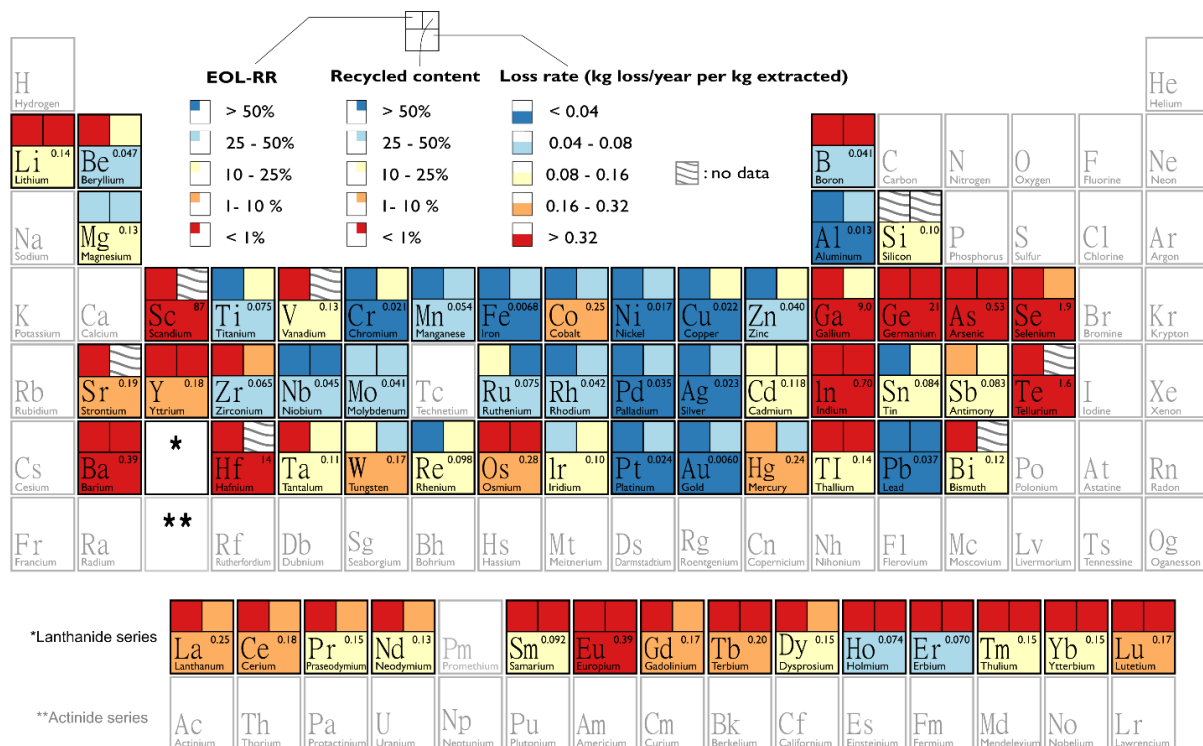 EOL-RR Recycled content Loss rate (kg loss/year per kg extracted)
> 50% > 50% < 0.04
25 - 50% 25 - 50% 0.04 - 0.08
10 - 25% 10 - 25% 0.08 - 0.16
1- 10 % 1- 10 % 0.16 - 0.32
< 1% < 1% > 0.32
: no data
H He
Hydrogen Helium
Li 0.14 Be 0.047 B 0.041 C N O F Ne
Lithium Beryllium Boron Carbon Nitrogen Oxygen Fluorine Neon
Na Mg 0.13 Al 0.013 Si 0.10 P S Cl Ar
Sodium Magnesium Aluminum Silicon Phosphorus Sulfur Chlorine Argon
K Ca Sc 87 Ti 0.075 V 0.13 Cr 0.021 Mn 0.054 Fe 0.0068 Co 0.25 Ni 0.017 Cu 0.022 Zn 0.040 Ga 9.0 Ge 21 As 0.53 Se 1.9 Br Kr
Potassium Calcium Scandium Titanium Vanadium Chromium Manganese Iron Cobalt Nickel Copper Zinc Gallium Germanium Arsenic Selenium Bromine Krypton
Rb Sr 0.19 Y 0.18 Zr 0.065 Nb 0.045 Mo 0.041 Tc Ru 0.075 Rh 0.042 Pd 0.035 Ag 0.023 Cd 0.118 In 0.70 Sn 0.084 Sb 0.083 Te 1.6 I Xe
Rubidium Strontium Yttrium Zirconium Niobium Molybdenum Technetium Ruthenium Rhodium Palladium Silver Cadmium Indium Tin Antimony Tellurium Iodine Xenon
Cs Ba 0.39 * Hf 14 Ta 0.11 W 0.17 Re 0.098 Os 0.28 Ir 0.10 Pt 0.024 Au 0.0060 Hg 0.24 Tl 0.14 Pb 0.037 Bi 0.12 Po At Rn
Cesium Barium Hafnium Tantalum Tungsten Rhenium Osmium Iridium Platinum Gold Mercury Thallium Lead Bismuth Polonium Astatine Radon
Fr Ra ** Rf Db Sg Bh Hs Mt Ds Rg Cn Nh Fl Mc Lv Ts Og
Francium Radium Rutherfordium Dubnium Seaborgium Bohrium Hassium Meitnerium Darmstadtium Roentgenium Copernicium Nihonium Flerovium Moscovium Livermorium Tennessine Oganesson
*Lanthanide series La 0.25 Ce 0.18 Pr 0.15 Nd 0.13 Pm Sm 0.092 Eu 0.39 Gd 0.17 Tb 0.20 Dy 0.15 Ho 0.074 Er 0.070 Tm 0.15 Yb 0.15 Lu 0.17
Lanthanum Cerium Praseodymium Neodymium Promethium Samarium Europium Gadolinium Terbium Dysprosium Holmium Erbium Thulium Ytterbium Lutetium
**Actinide series Ac Th Pa U Np Pu Am Cm Bk Cf Es Fm Md No Lr
Actinium Thorium Protactinium Uranium Neptunium Plutonium Americium Curium Berkelium Californium Einsteinium Fermium Mendelevium Nobelium Lawrencium